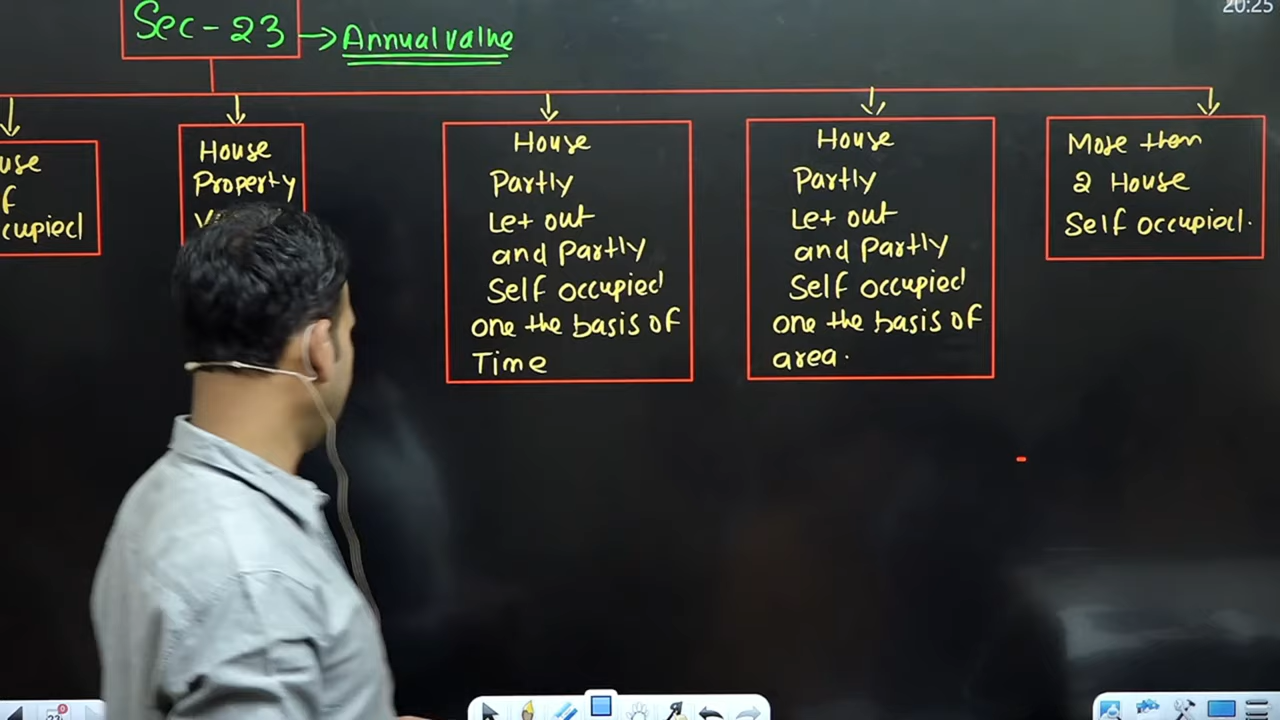 20:25
Sec-23 → Annual value
use
f
cupied
House
Property
House
Partly
Let out
and Partly
Self occupied
one the basis of
Time
House
Partly
Let out
and Partly
Self occupied
one the basis of
area.
More then
2 House
Self occupied.